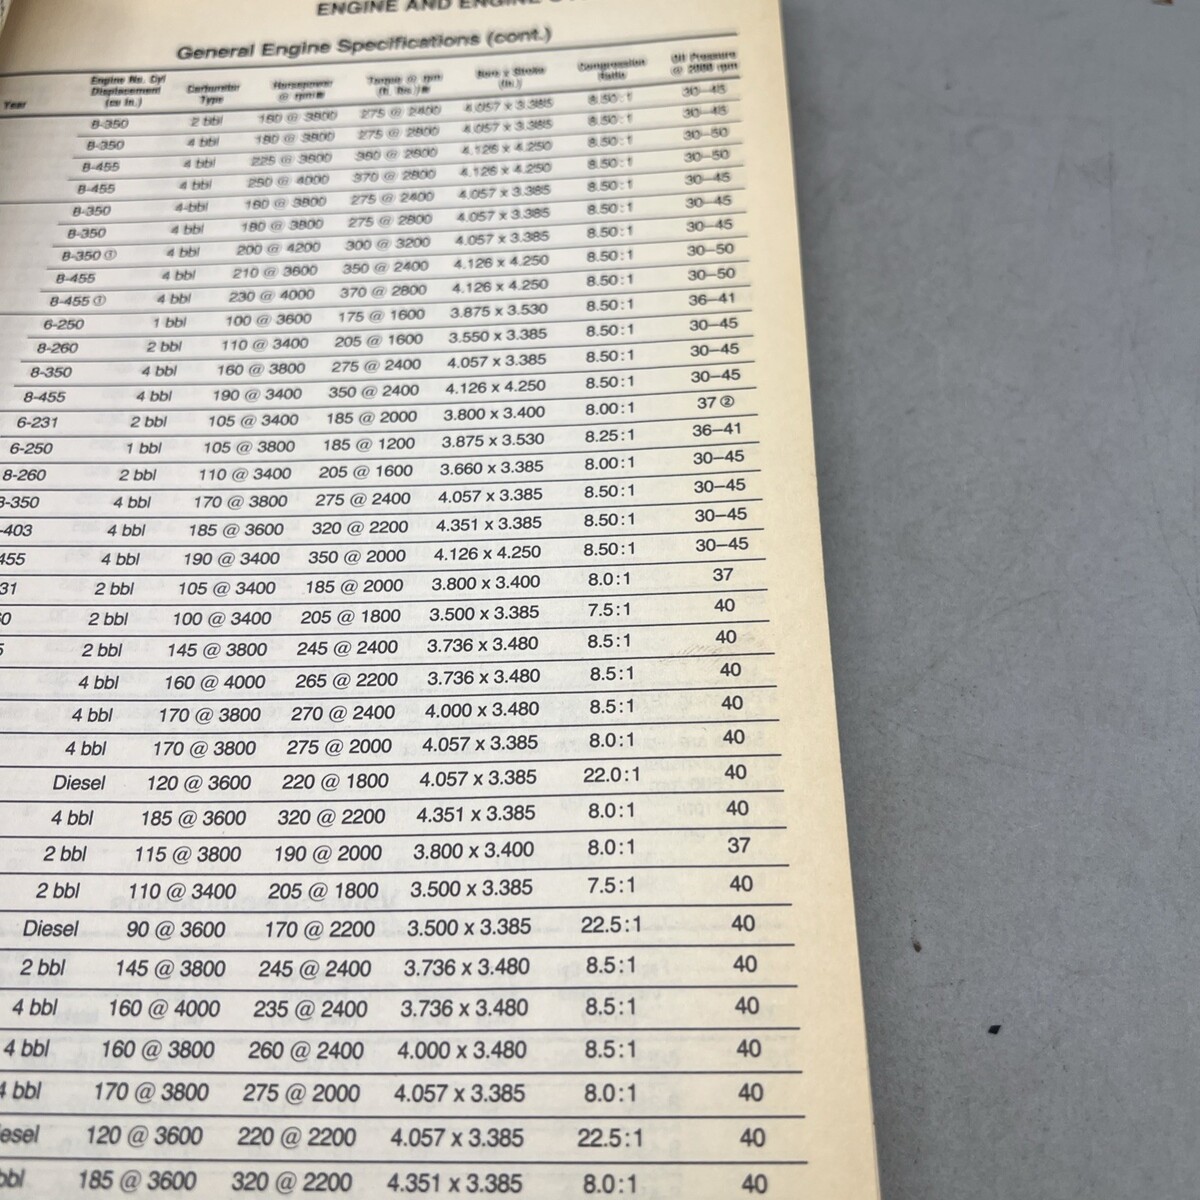 ENGINE AND ENGINE
General Engine Specifications (cont.)
Year Engine No. Cyl Displacement (cu in.) Carburetor Type Horsepower @ rpm Torque @ rpm (ft. lbs.) Bore x Stroke (in.) Compression Ratio Oil Pressure @ 2000 rpm
8-350 2 bbl 160 @ 3800 275 @ 2400 4.057 x 3.385 8.50:1 30–45
8-350 4 bbl 180 @ 3800 275 @ 2800 4.057 x 3.385 8.50:1 30–45
8-455 4 bbl 225 @ 3600 360 @ 2600 4.126 x 4.250 8.50:1 30–50
8-455 4 bbl 250 @ 4000 370 @ 2800 4.126 x 4.250 8.50:1 30–50
8-350 4-bbl 160 @ 3800 275 @ 2400 4.057 x 3.385 8.50:1 30–45
8-350 4 bbl 180 @ 3800 275 @ 2800 4.057 x 3.385 8.50:1 30–45
8-350 ① 4 bbl 200 @ 4200 300 @ 3200 4.057 x 3.385 8.50:1 30–45
8-455 4 bbl 210 @ 3600 350 @ 2400 4.126 x 4.250 8.50:1 30–50
8-455 ① 4 bbl 230 @ 4000 370 @ 2800 4.126 x 4.250 8.50:1 30–50
6-250 1 bbl 100 @ 3600 175 @ 1600 3.875 x 3.530 8.50:1 36–41
8-260 2 bbl 110 @ 3400 205 @ 1600 3.550 x 3.385 8.50:1 30–45
8-350 4 bbl 160 @ 3800 275 @ 2400 4.057 x 3.385 8.50:1 30–45
8-455 4 bbl 190 @ 3400 350 @ 2400 4.126 x 4.250 8.50:1 30–45
6-231 2 bbl 105 @ 3400 185 @ 2000 3.800 x 3.400 8.00:1 37 ②
6-250 1 bbl 105 @ 3800 185 @ 1200 3.875 x 3.530 8.25:1 36–41
8-260 2 bbl 110 @ 3400 205 @ 1600 3.660 x 3.385 8.00:1 30–45
8-350 4 bbl 170 @ 3800 275 @ 2400 4.057 x 3.385 8.50:1 30–45
-403 4 bbl 185 @ 3600 320 @ 2200 4.351 x 3.385 8.50:1 30–45
455 4 bbl 190 @ 3400 350 @ 2000 4.126 x 4.250 8.50:1 30–45
31 2 bbl 105 @ 3400 185 @ 2000 3.800 x 3.400 8.0:1 37
0 2 bbl 100 @ 3400 205 @ 1800 3.500 x 3.385 7.5:1 40
5 2 bbl 145 @ 3800 245 @ 2400 3.736 x 3.480 8.5:1 40
4 bbl 160 @ 4000 265 @ 2200 3.736 x 3.480 8.5:1 40
4 bbl 170 @ 3800 270 @ 2400 4.000 x 3.480 8.5:1 40
4 bbl 170 @ 3800 275 @ 2000 4.057 x 3.385 8.0:1 40
Diesel 120 @ 3600 220 @ 1800 4.057 x 3.385 22.0:1 40
4 bbl 185 @ 3600 320 @ 2200 4.351 x 3.385 8.0:1 40
2 bbl 115 @ 3800 190 @ 2000 3.800 x 3.400 8.0:1 37
2 bbl 110 @ 3400 205 @ 1800 3.500 x 3.385 7.5:1 40
Diesel 90 @ 3600 170 @ 2200 3.500 x 3.385 22.5:1 40
2 bbl 145 @ 3800 245 @ 2400 3.736 x 3.480 8.5:1 40
4 bbl 160 @ 4000 235 @ 2400 3.736 x 3.480 8.5:1 40
4 bbl 160 @ 3800 260 @ 2400 4.000 x 3.480 8.5:1 40
4 bbl 170 @ 3800 275 @ 2000 4.057 x 3.385 8.0:1 40
esel 120 @ 3600 220 @ 2200 4.057 x 3.385 22.5:1 40
bbl 185 @ 3600 320 @ 2200 4.351 x 3.385 8.0:1 40